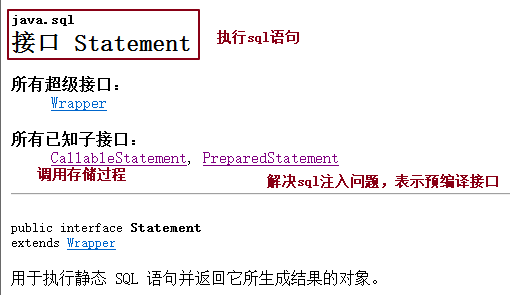 java.sql
接口 Statement
执行sql语句
所有超级接口：
Wrapper
所有已知子接口：
CallableStatement, PreparedStatement
调用存储过程
解决sql注入问题，表示预编译接口
public interface Statement
extends Wrapper
用于执行静态 SQL 语句并返回它所生成结果的对象。